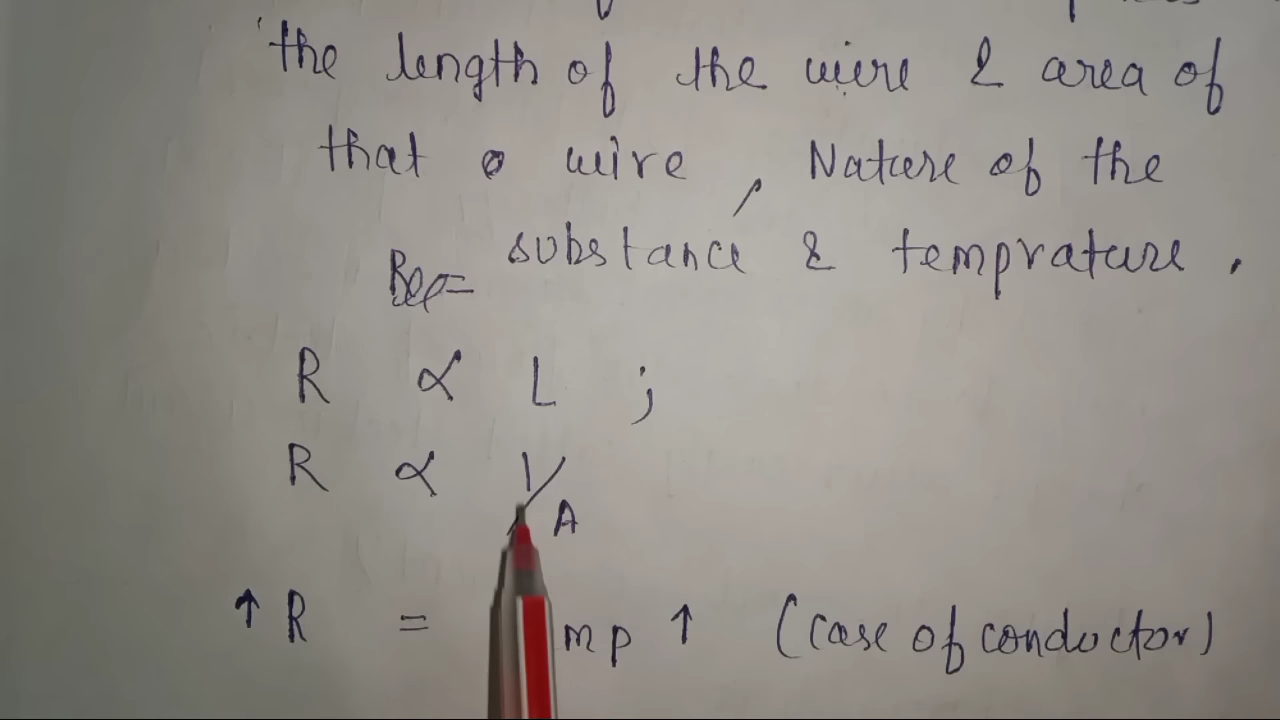 the length of the wire & area of
that wire, Nature of the
substance & temprature.
R ∝ L ;
R ∝ 1/A
↑ R = mp ↑ (case of conductor)